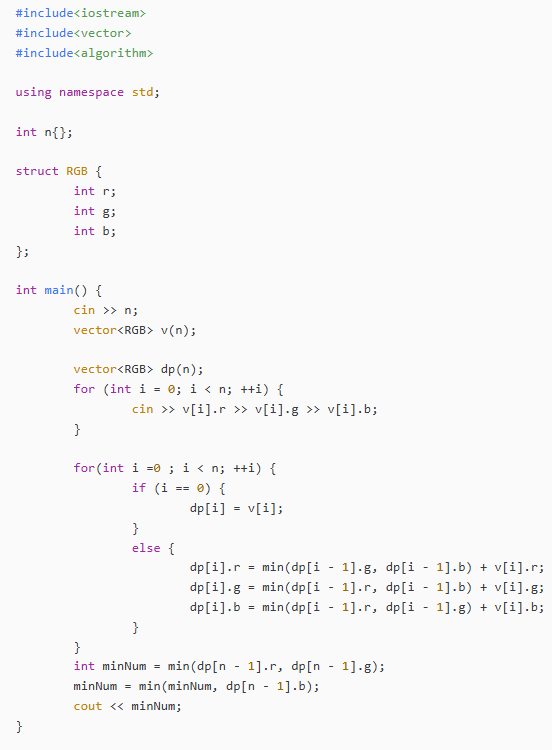 #include<iostream>
#include<vector>
#include<algorithm>

using namespace std;

int n{};

struct RGB {
        int r;
        int g;
        int b;
};

int main() {
        cin >> n;
        vector<RGB> v(n);

        vector<RGB> dp(n);
        for (int i = 0; i < n; ++i) {
                cin >> v[i].r >> v[i].g >> v[i].b;
        }

        for(int i =0 ; i < n; ++i) {
                if (i == 0) {
                        dp[i] = v[i];
                }
                else {
                        dp[i].r = min(dp[i - 1].g, dp[i - 1].b) + v[i].r;
                        dp[i].g = min(dp[i - 1].r, dp[i - 1].b) + v[i].g;
                        dp[i].b = min(dp[i - 1].r, dp[i - 1].g) + v[i].b;
                }
        }
        int minNum = min(dp[n - 1].r, dp[n - 1].g);
        minNum = min(minNum, dp[n - 1].b);
        cout << minNum;
}